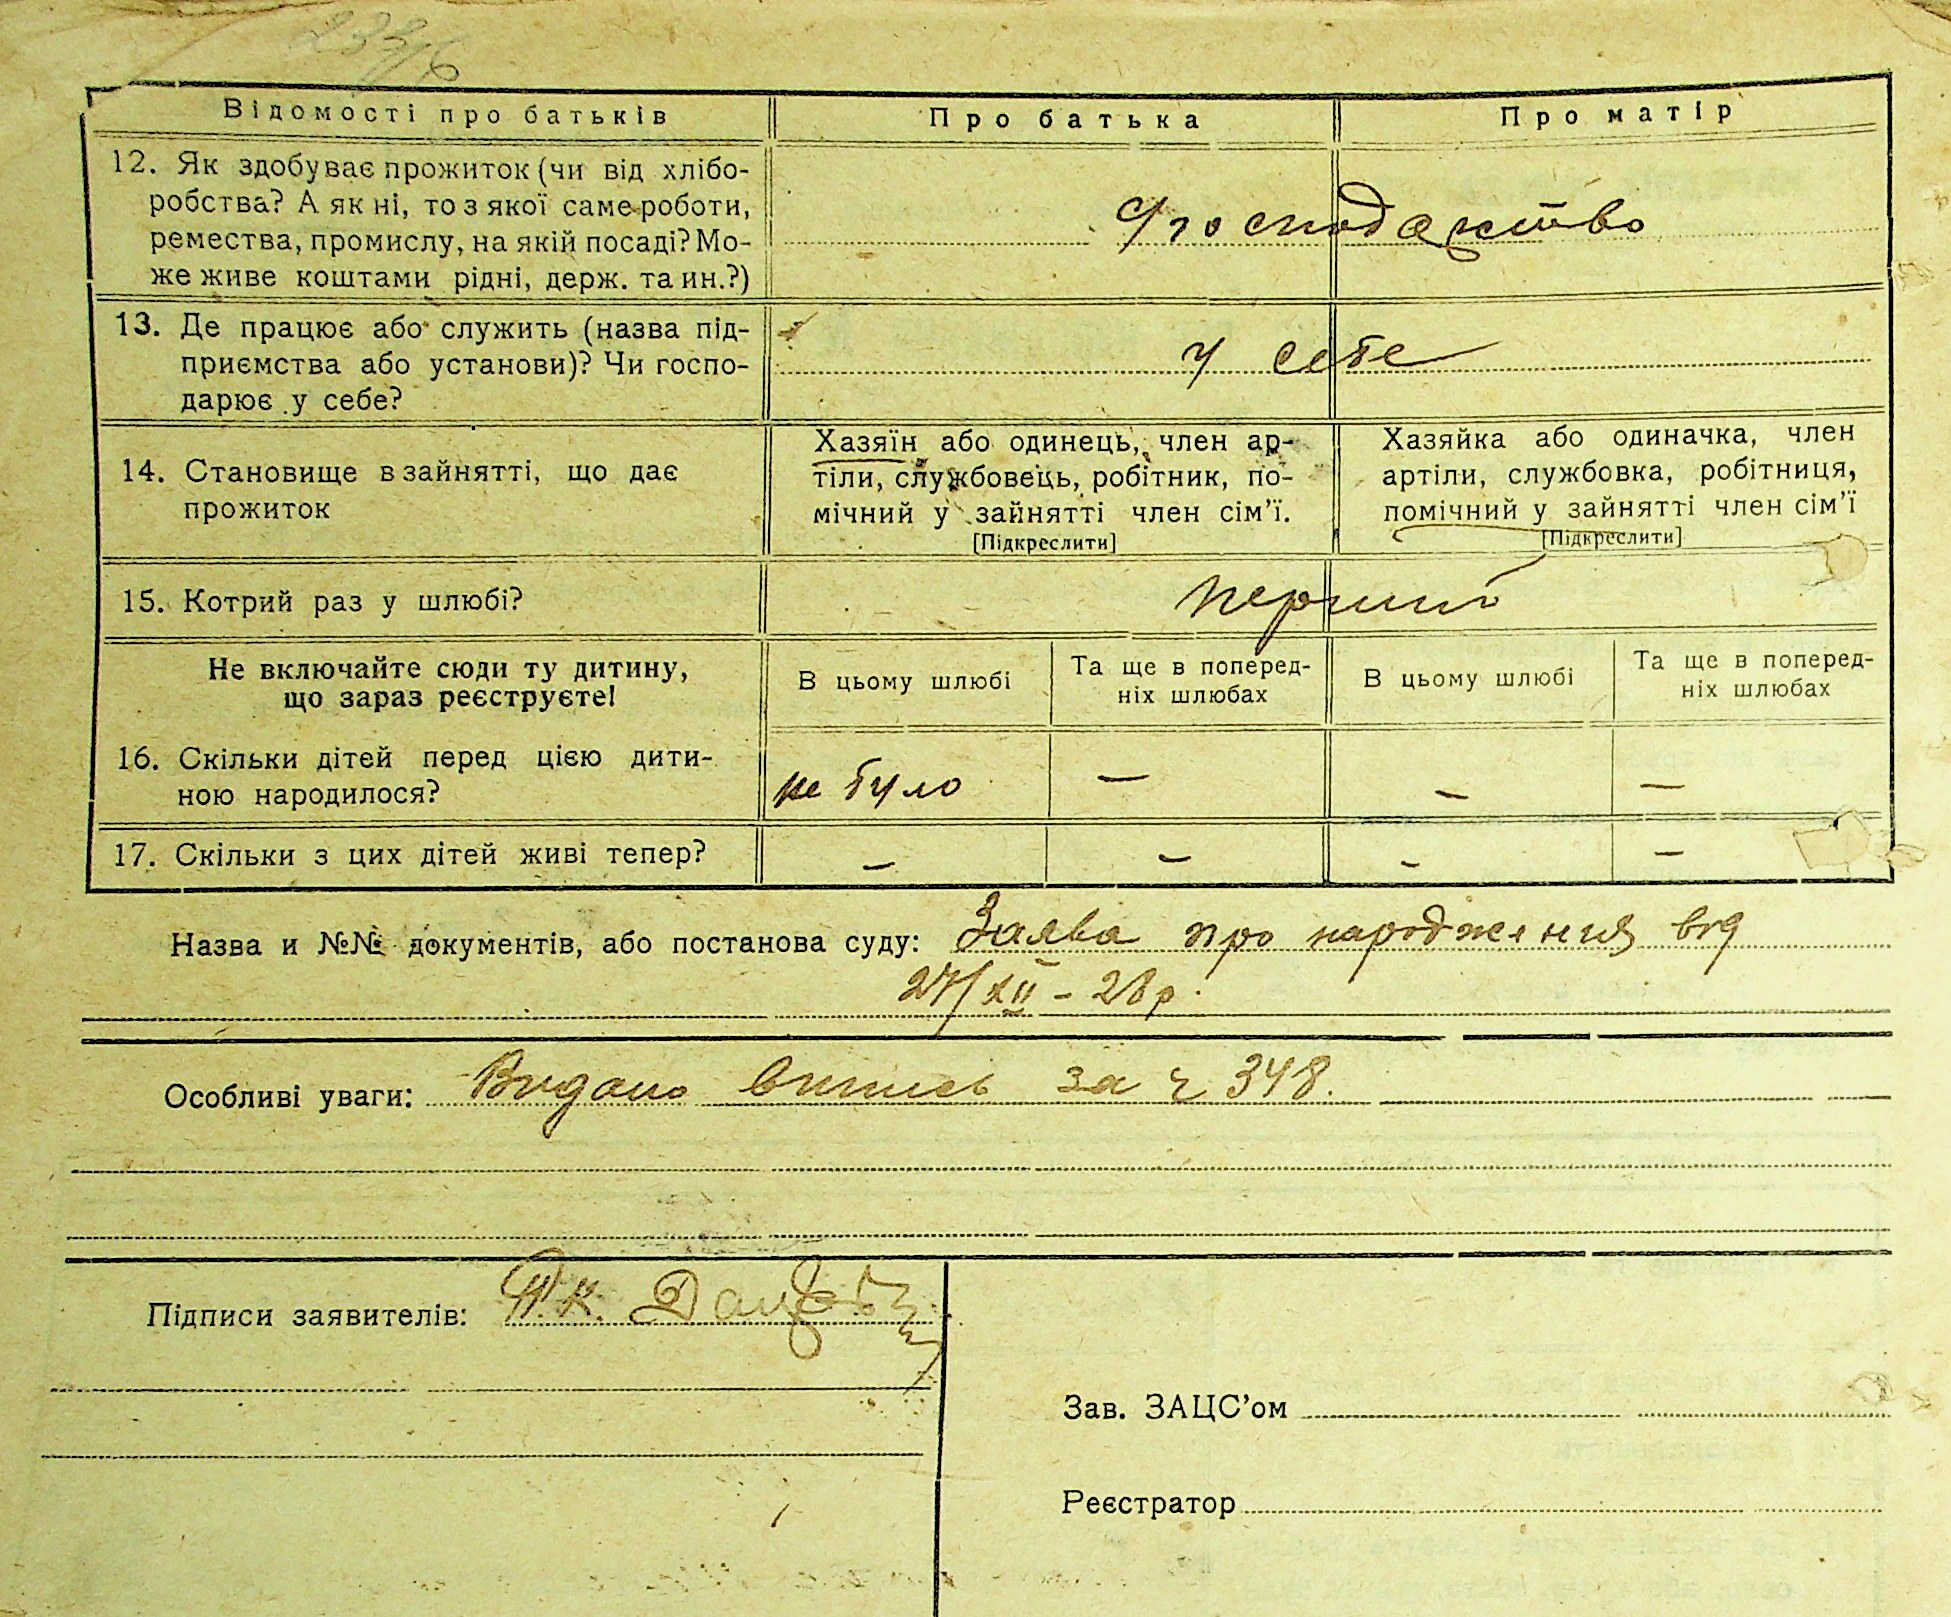 Відомості про батьків
Про батька
Про матір
12. Як здобуває прожиток (чи від хлібо-
робства? А як ні, то з якої саме роботи,
ремества, промислу, на якій посаді? Мо-
же живе коштами рідні, держ. та ин.?)
господарство
13. Де працює або служить (назва під-
приємства або установи)? Чи госпо-
дарює у себе?
у себе
14. Становище в зайнятті, що дає
прожиток
Хазяїн або одинець, член ар-
тіли, службовець, робітник, по-
мічний у зайнятті член сім'ї.
[Підкреслити]
Хазяйка або одиначка, член
артіли, службовка, робітниця,
помічний у зайнятті член сім'ї
[Підкреслити]
15. Котрий раз у шлюбі?
перший
Не включайте сюди ту дитину,
що зараз реєструєте!
В цьому шлюбі
Та ще в поперед-
ніх шлюбах
В цьому шлюбі
Та ще в поперед-
ніх шлюбах
16. Скільки дітей перед цією дити-
ною народилося?
не було — — —
17. Скільки з цих дітей живі тепер?
— — — —
Назва и №№ документів, або постанова суду: Заява про народження від
27/XII – 28 р.
Особливі уваги: Видано випись за ч 348.
Підписи заявителів: П. К.
Зав. ЗАЦС'ом
Реєстратор